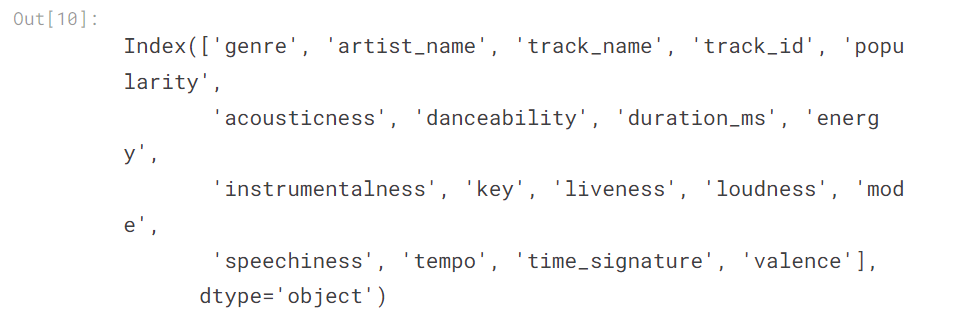 Out[10]:
Index(['genre', 'artist_name', 'track_name', 'track_id', 'popu
larity',
'acousticness', 'danceability', 'duration_ms', 'energ
y',
'instrumentalness', 'key', 'liveness', 'loudness', 'mod
e',
'speechiness', 'tempo', 'time_signature', 'valence'],
dtype='object')